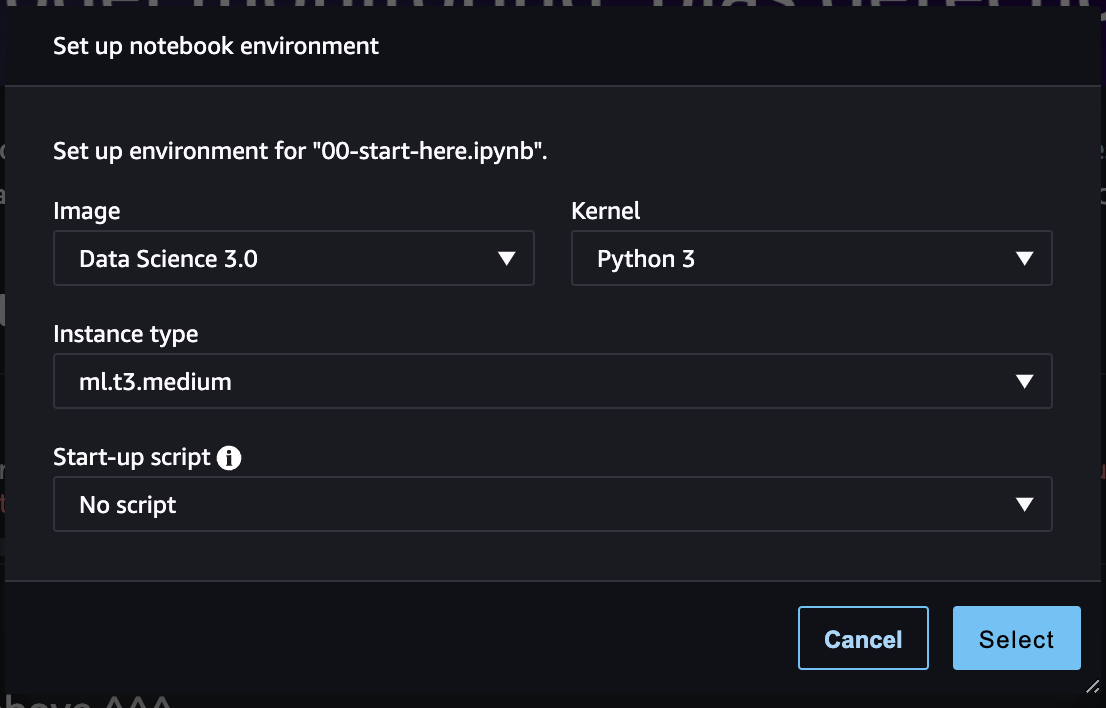 Set up notebook environment
Set up environment for "00-start-here.ipynb".
Image
Kernel
Data Science 3.0
Python 3
Instance type
ml.t3.medium
Start-up script
No script
Cancel
Select